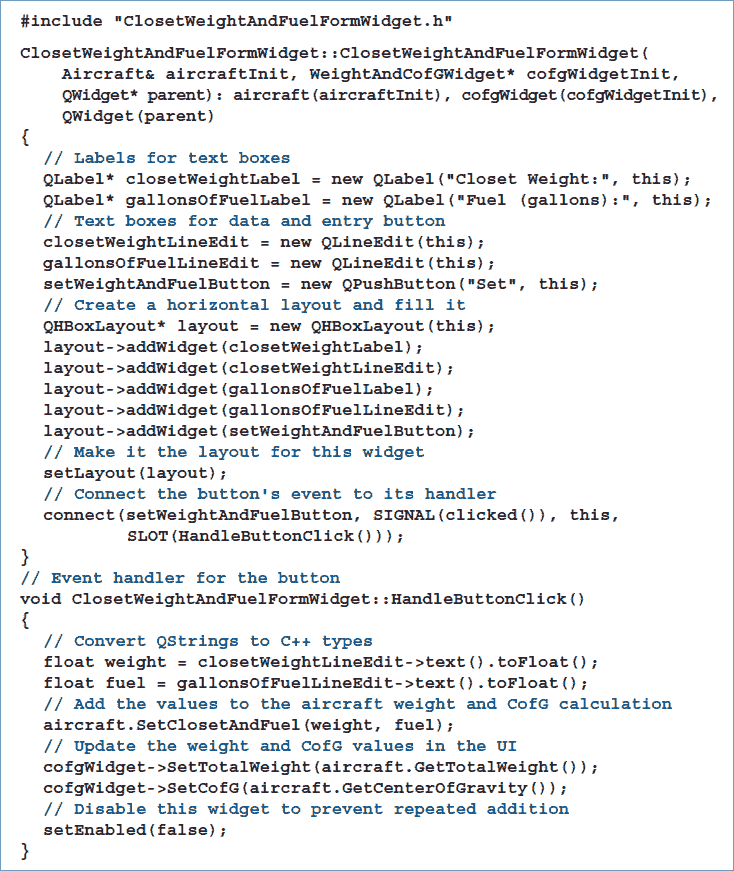 #include "ClosetWeightAndFuelFormWidget.h"
ClosetWeightAndFuelFormWidget::ClosetWeightAndFuelFormWidget(
    Aircraft& aircraftInit, WeightAndCofGWidget* cofgWidgetInit,
    QWidget* parent): aircraft(aircraftInit), cofgWidget(cofgWidgetInit),
    QWidget(parent)
{
  // Labels for text boxes
  QLabel* closetWeightLabel = new QLabel("Closet Weight:", this);
  QLabel* gallonsOfFuelLabel = new QLabel("Fuel (gallons):", this);
  // Text boxes for data and entry button
  closetWeightLineEdit = new QLineEdit(this);
  gallonsOfFuelLineEdit = new QLineEdit(this);
  setWeightAndFuelButton = new QPushButton("Set", this);
  // Create a horizontal layout and fill it
  QHBoxLayout* layout = new QHBoxLayout(this);
  layout->addWidget(closetWeightLabel);
  layout->addWidget(closetWeightLineEdit);
  layout->addWidget(gallonsOfFuelLabel);
  layout->addWidget(gallonsOfFuelLineEdit);
  layout->addWidget(setWeightAndFuelButton);
  // Make it the layout for this widget
  setLayout(layout);
  // Connect the button's event to its handler
  connect(setWeightAndFuelButton, SIGNAL(clicked()), this,
          SLOT(HandleButtonClick()));
}
// Event handler for the button
void ClosetWeightAndFuelFormWidget::HandleButtonClick()
{
  // Convert QStrings to C++ types
  float weight = closetWeightLineEdit->text().toFloat();
  float fuel = gallonsOfFuelLineEdit->text().toFloat();
  // Add the values to the aircraft weight and CofG calculation
  aircraft.SetClosetAndFuel(weight, fuel);
  // Update the weight and CofG values in the UI
  cofgWidget->SetTotalWeight(aircraft.GetTotalWeight());
  cofgWidget->SetCofG(aircraft.GetCenterOfGravity());
  // Disable this widget to prevent repeated addition
  setEnabled(false);
}